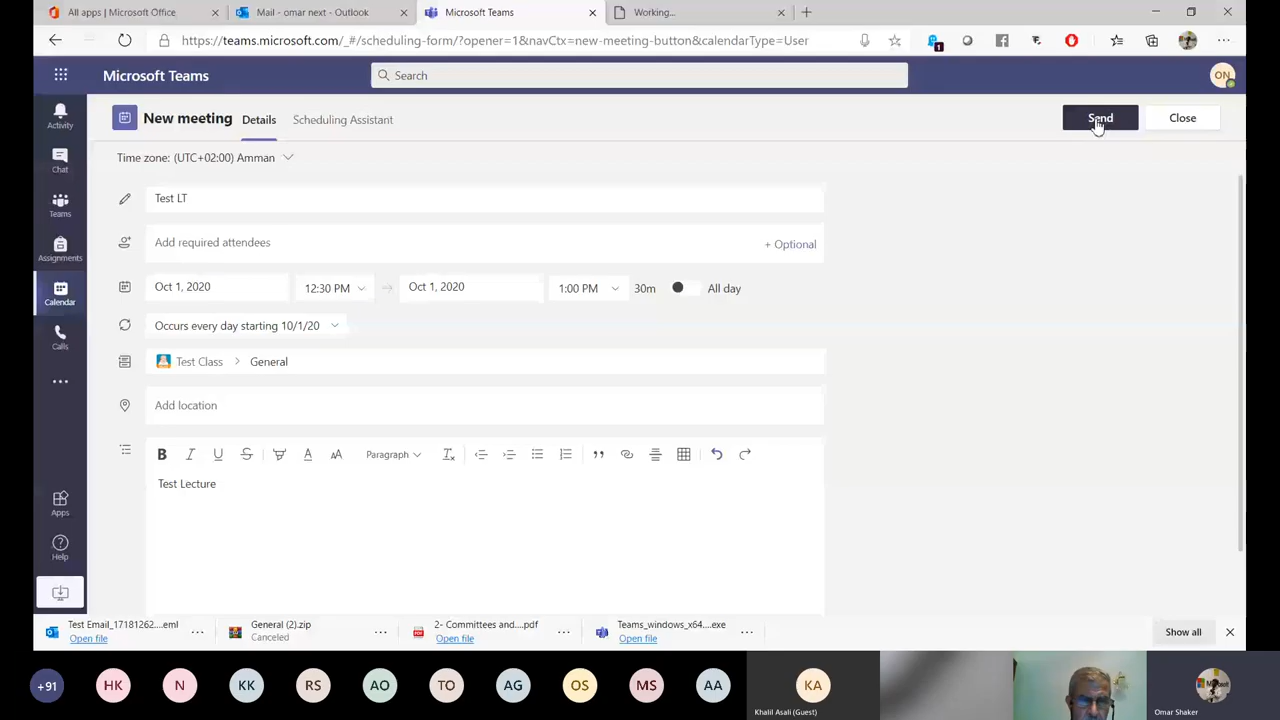 All apps | Microsoft Office
Mail - omar next - Outlook
Microsoft Teams
Working...
https://teams.microsoft.com/_#/scheduling-form/?opener=1&navCtx=new-meeting-button&calendarType=User
1
Microsoft Teams
Search
ON
Activity
Chat
Teams
Assignments
Calendar
Calls
Apps
Help
New meeting
Details
Scheduling Assistant
Send
Close
Time zone: (UTC+02:00) Amman
Test LT
Add required attendees
+ Optional
Oct 1, 2020
12:30 PM
Oct 1, 2020
1:00 PM
30m
All day
Occurs every day starting 10/1/20
Test Class > General
Add location
B I U S A AA Paragraph
Test Lecture
Test Email_17181262....eml
Open file
General (2).zip
Canceled
2- Committees and....pdf
Open file
Teams_windows_x64....exe
Open file
Show all
+91
HK
N
KK
RS
AO
TO
AG
OS
MS
AA
KA
Khalil Asali (Guest)
Omar Shaker